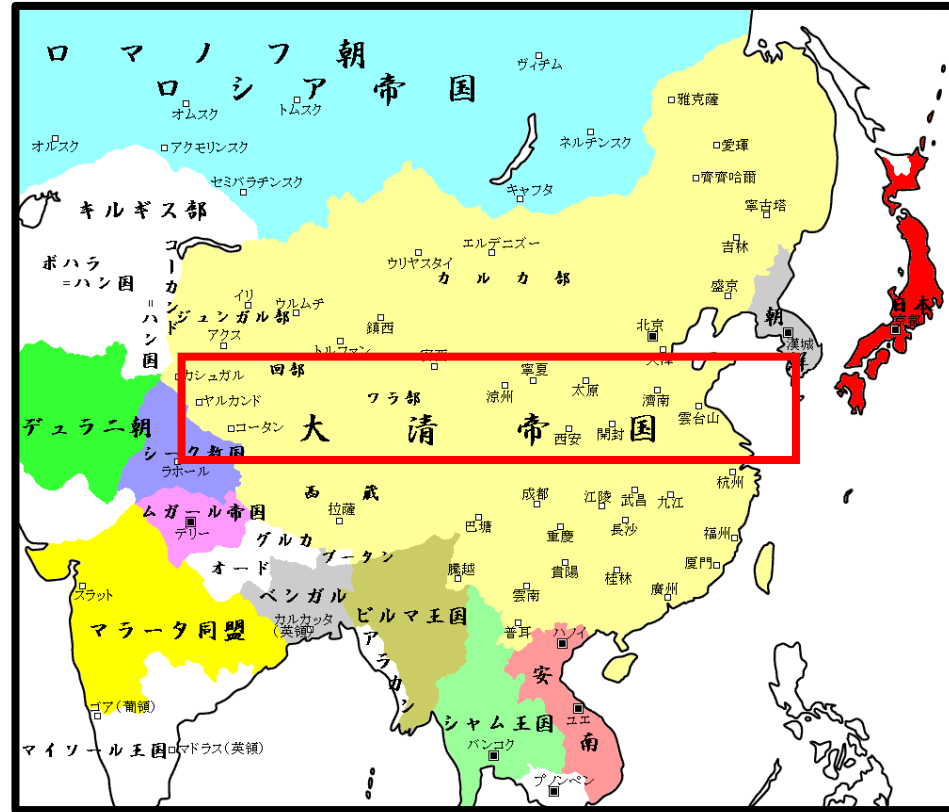 ロマノフ朝
ロシア帝国
ヴィチム
オムスク
トムスク
雅克薩
オルスク
アクモリンスク
ネルチンスク
愛琿
セミパラチンスク
キャフタ
齊齊哈爾
キルギス部
寧古塔
コーカンド=ハン国
エルデニズー
吉林
ボハラ
=ハン国
ウリヤスタイ
カルカ部
盛京
イリ
ウルムチ
ジュンガル部
鎮西
北京
朝鮮
日本
京都
アクス
トルファン
安西
天津
漢城
カシュガル
回部
寧夏
ヤルカンド
ワラ部
涼州
太原
濟南
雲台山
デュラニ朝
コータン
大清帝国
西安
開封
シーク教国
ラホール
杭州
西蔵
成都
江陵
武昌
九江
ムガール帝国
拉薩
巴塘
長沙
デリー
グルカ
重慶
福州
ブータン
オード
騰越
貴陽
桂林
厦門
スラット
ベンガル
雲南
廣州
カルカッタ
(英領)
ビルマ王国
マラータ同盟
アラカン
普耳
ハノイ
安南
ゴア(葡領)
シャム王国
ユエ
マイソール王国
マドラス(英領)
バンコク
プノンペン